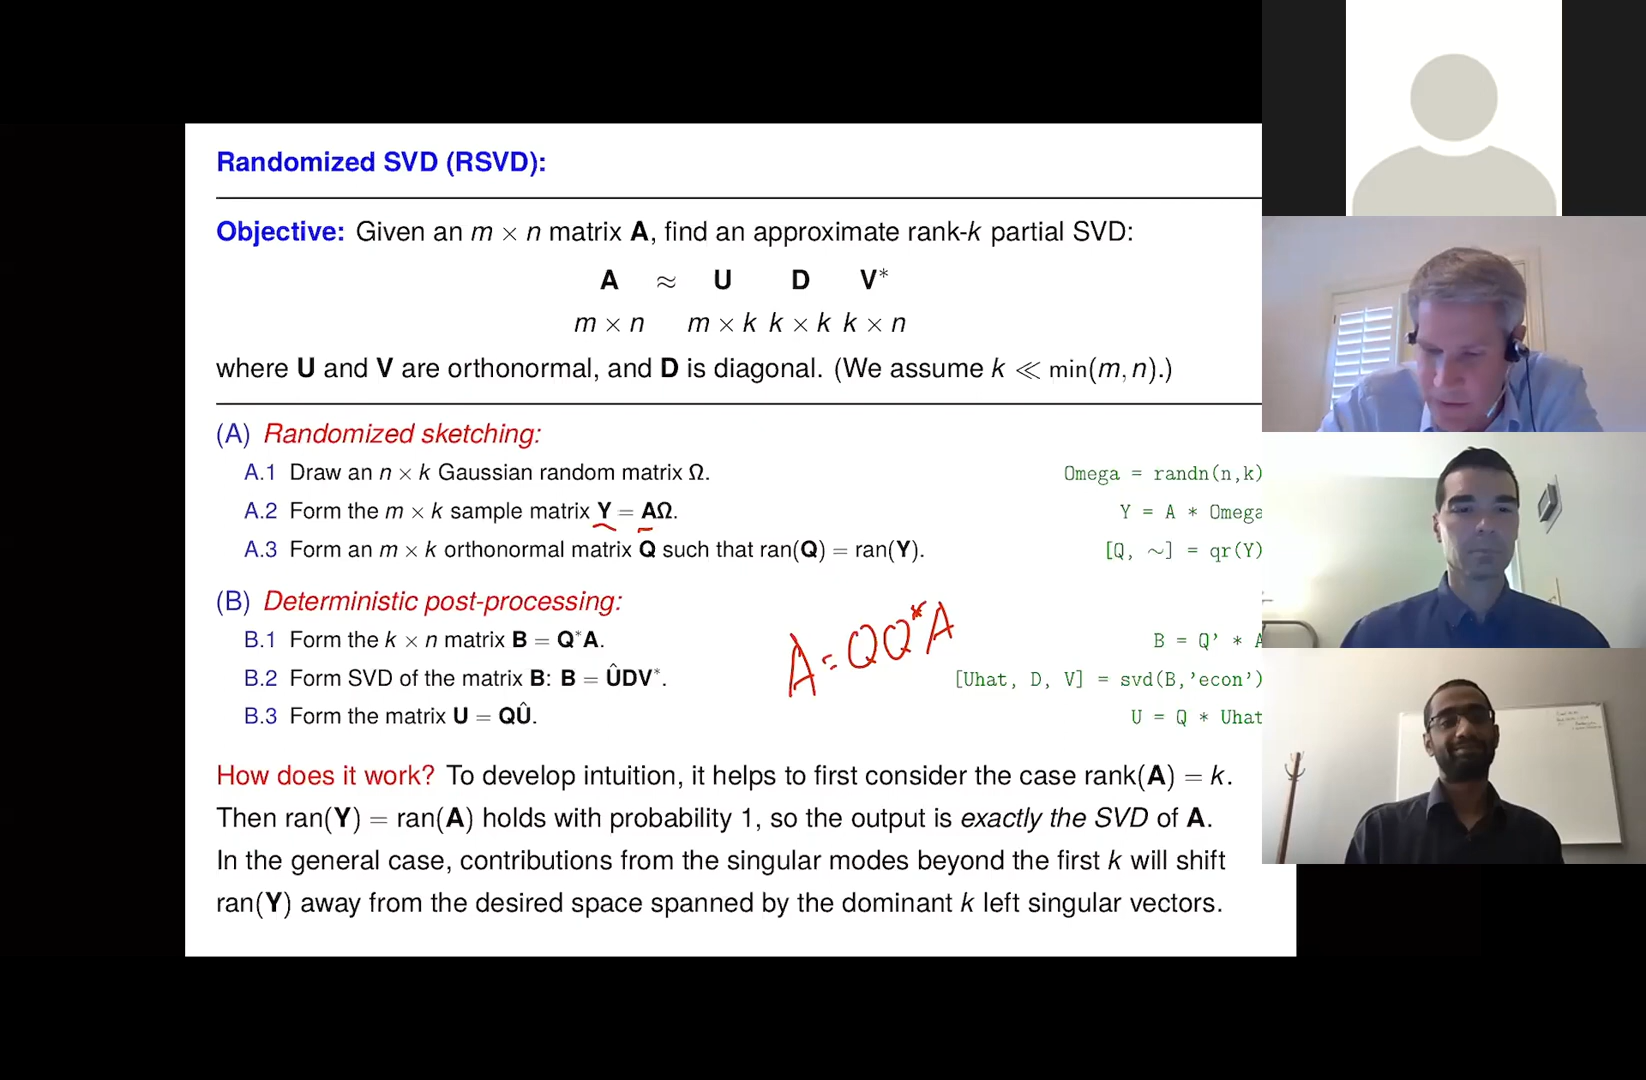 Randomized SVD (RSVD):
Objective: Given an m × n matrix A, find an approximate rank-k partial SVD:
A ≈ U D V*
m × n m × k k × k k × n
where U and V are orthonormal, and D is diagonal. (We assume k ≪ min(m, n).)
(A) Randomized sketching:
A.1 Draw an n × k Gaussian random matrix Ω. Omega = randn(n,k)
A.2 Form the m × k sample matrix Y = AΩ. Y = A * Omega
A.3 Form an m × k orthonormal matrix Q such that ran(Q) = ran(Y). [Q, ~] = qr(Y)
(B) Deterministic post-processing:
B.1 Form the k × n matrix B = Q*A. B = Q' * A
A = QQ*A
B.2 Form SVD of the matrix B: B = ÛDV*. [Uhat, D, V] = svd(B,'econ')
B.3 Form the matrix U = QÛ. U = Q * Uhat
How does it work? To develop intuition, it helps to first consider the case rank(A) = k.
Then ran(Y) = ran(A) holds with probability 1, so the output is exactly the SVD of A.
In the general case, contributions from the singular modes beyond the first k will shift
ran(Y) away from the desired space spanned by the dominant k left singular vectors.